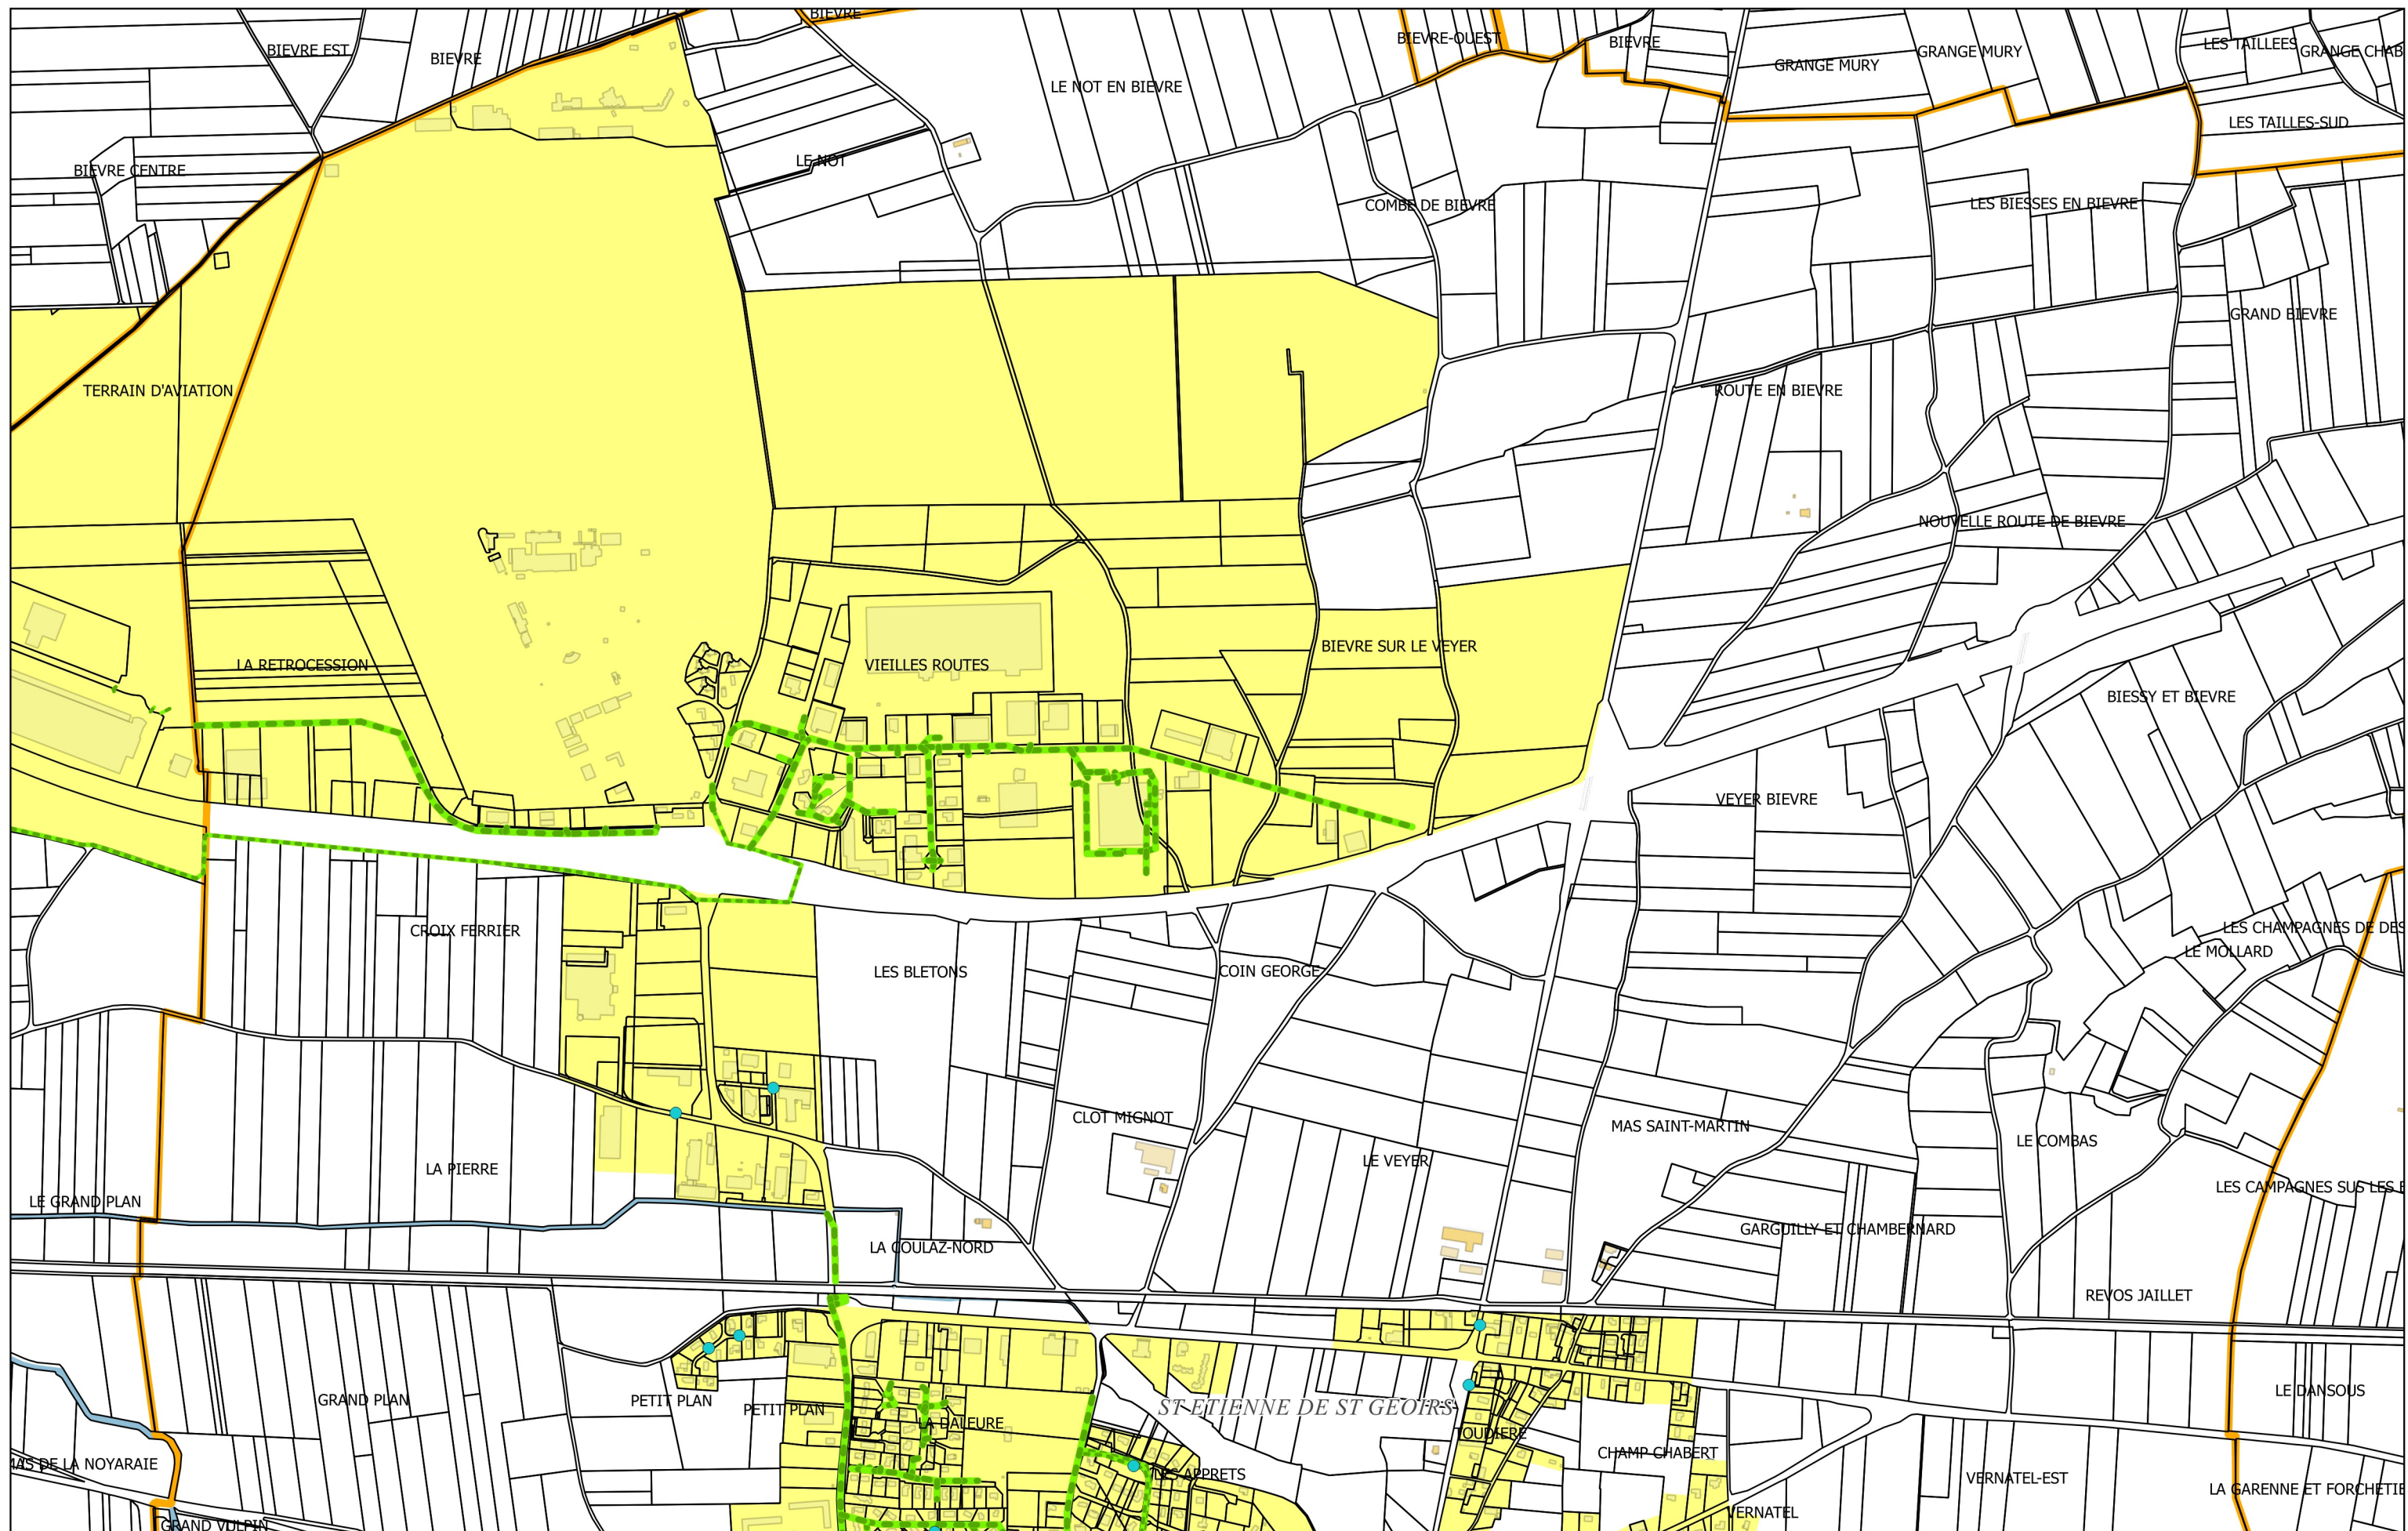 BIEVRE
BIEVRE EST
BIEVRE
BIEVRE-OUEST
BIEVRE
GRANGE MURY
GRANGE MURY
LES TAILLEES
GRANGE CHAB
LE NOT EN BIEVRE
LES TAILLES-SUD
BIEVRE CENTRE
LE NOT
COMBE DE BIEVRE
LES BIESSES EN BIEVRE
GRAND BIEVRE
TERRAIN D'AVIATION
ROUTE EN BIEVRE
NOUVELLE ROUTE DE BIEVRE
LA RETROCESSION
VIEILLES ROUTES
BIEVRE SUR LE VEYER
BIESSY ET BIEVRE
VEYER BIEVRE
CROIX FERRIER
LES BLETONS
COIN GEORGE
LES CHAMPAGNES DE DES
LE MOLLARD
CLOT MIGNOT
MAS SAINT-MARTIN
LE COMBAS
LA PIERRE
LE VEYER
LE GRAND PLAN
LES CAMPAGNES SUS LES E
GARGUILLY ET CHAMBERNARD
LA COULAZ-NORD
REVOS JAILLET
GRAND PLAN
PETIT PLAN
PETIT PLAN
LA DALEURE
ST ETIENNE DE ST GEOIRS
LE DANSOUS
TOUDIERE
CHAMP CHABERT
MAS DE LA NOYARAIE
LES APPRETS
VERNATEL-EST
LA GARENNE ET FORCHETIE
VERNATEL
GRAND VULPIN